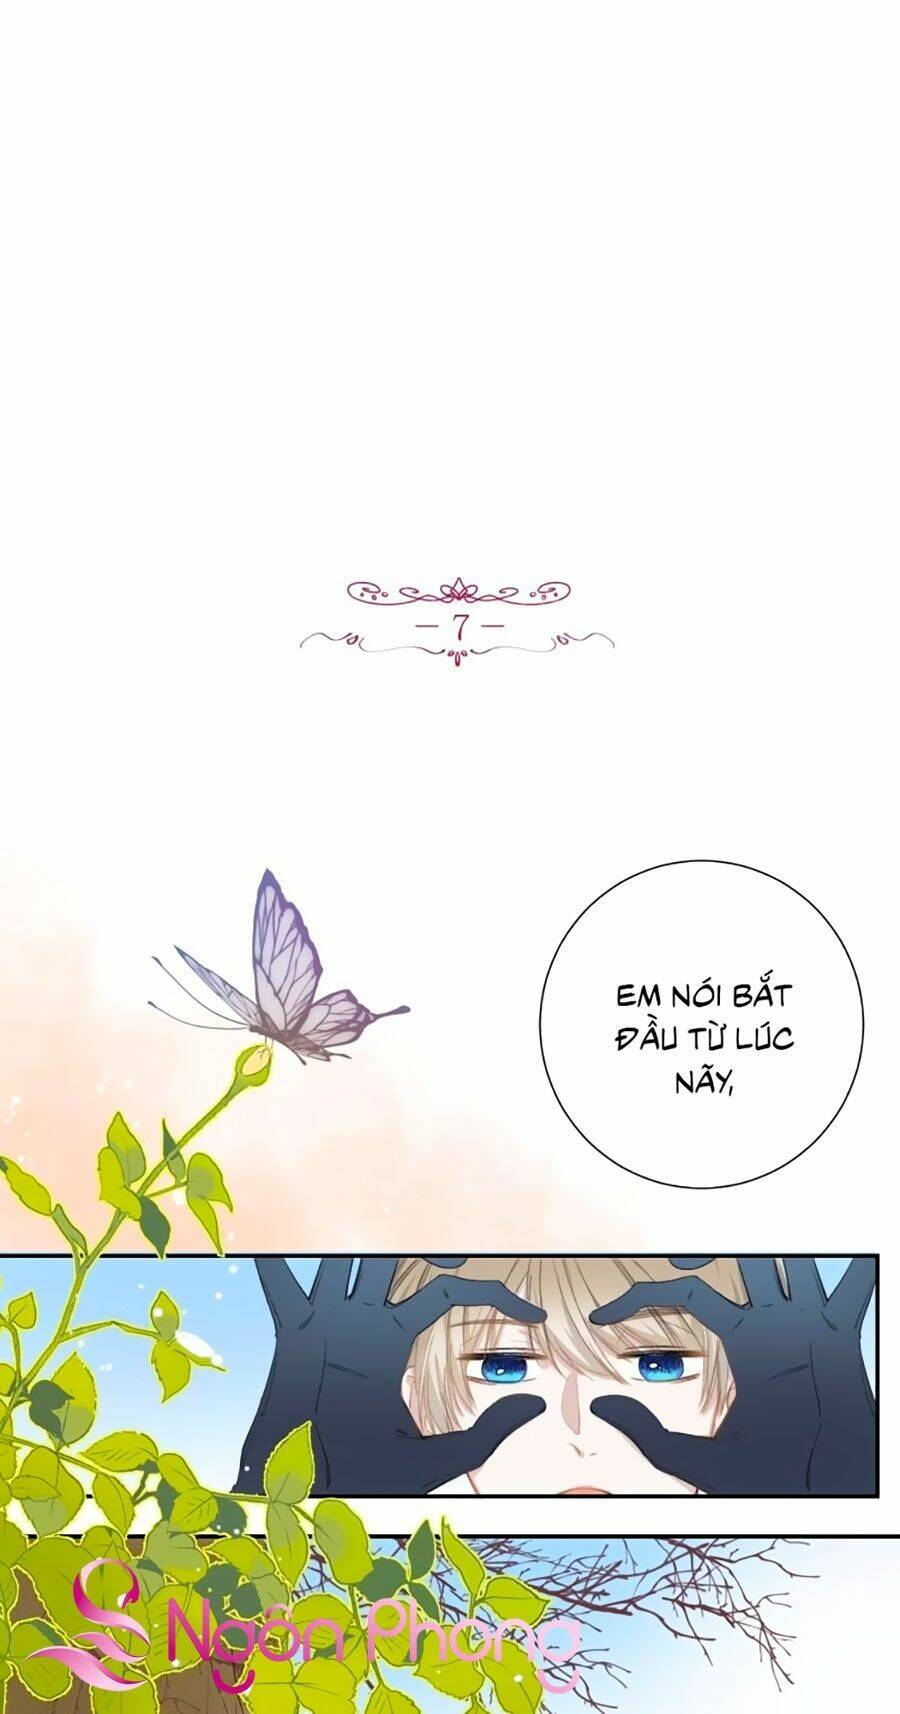 — 7 —
EM NÓI BẮT
ĐẦU TỪ LÚC
NÃY,
Ngôn Phong